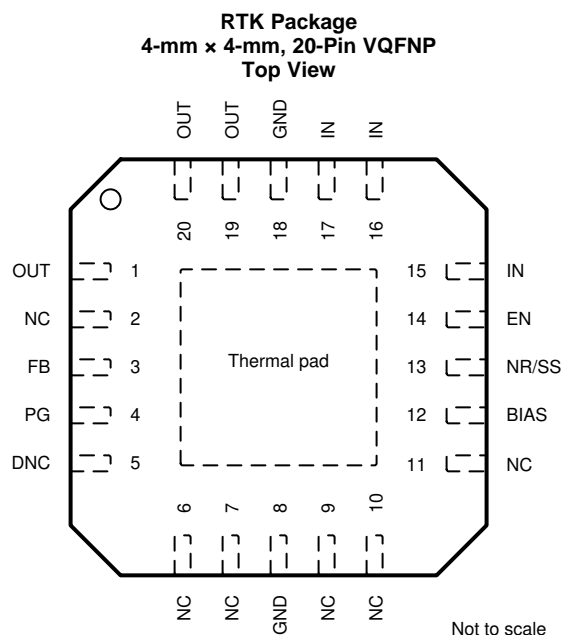 RTK Package
4-mm × 4-mm, 20-Pin VQFNP
Top View
OUT
OUT
GND
IN
IN
20
19
18
17
16
OUT 1
NC 2
FB 3
PG 4
DNC 5
Thermal pad
15 IN
14 EN
13 NR/SS
12 BIAS
11 NC
6
7
8
9
10
NC
NC
GND
NC
NC
Not to scale